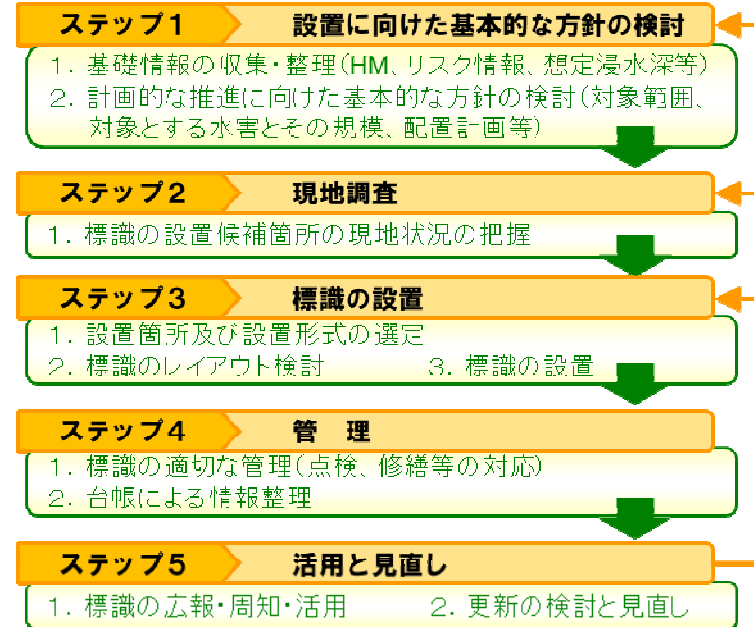 ステップ1 設置に向けた基本的な方針の検討
1. 基礎情報の収集・整理(HM、リスク情報、想定浸水深等)
2. 計画的な推進に向けた基本的な方針の検討(対象範囲、
対象とする水害とその規模、配置計画等)
ステップ2 現地調査
1. 標識の設置候補箇所の現地状況の把握
ステップ3 標識の設置
1. 設置箇所及び設置形式の選定
2. 標識のレイアウト検討 3. 標識の設置
ステップ4 管 理
1. 標識の適切な管理(点検、修繕等の対応)
2. 台帳による情報整理
ステップ5 活用と見直し
1. 標識の広報・周知・活用 2. 更新の検討と見直し